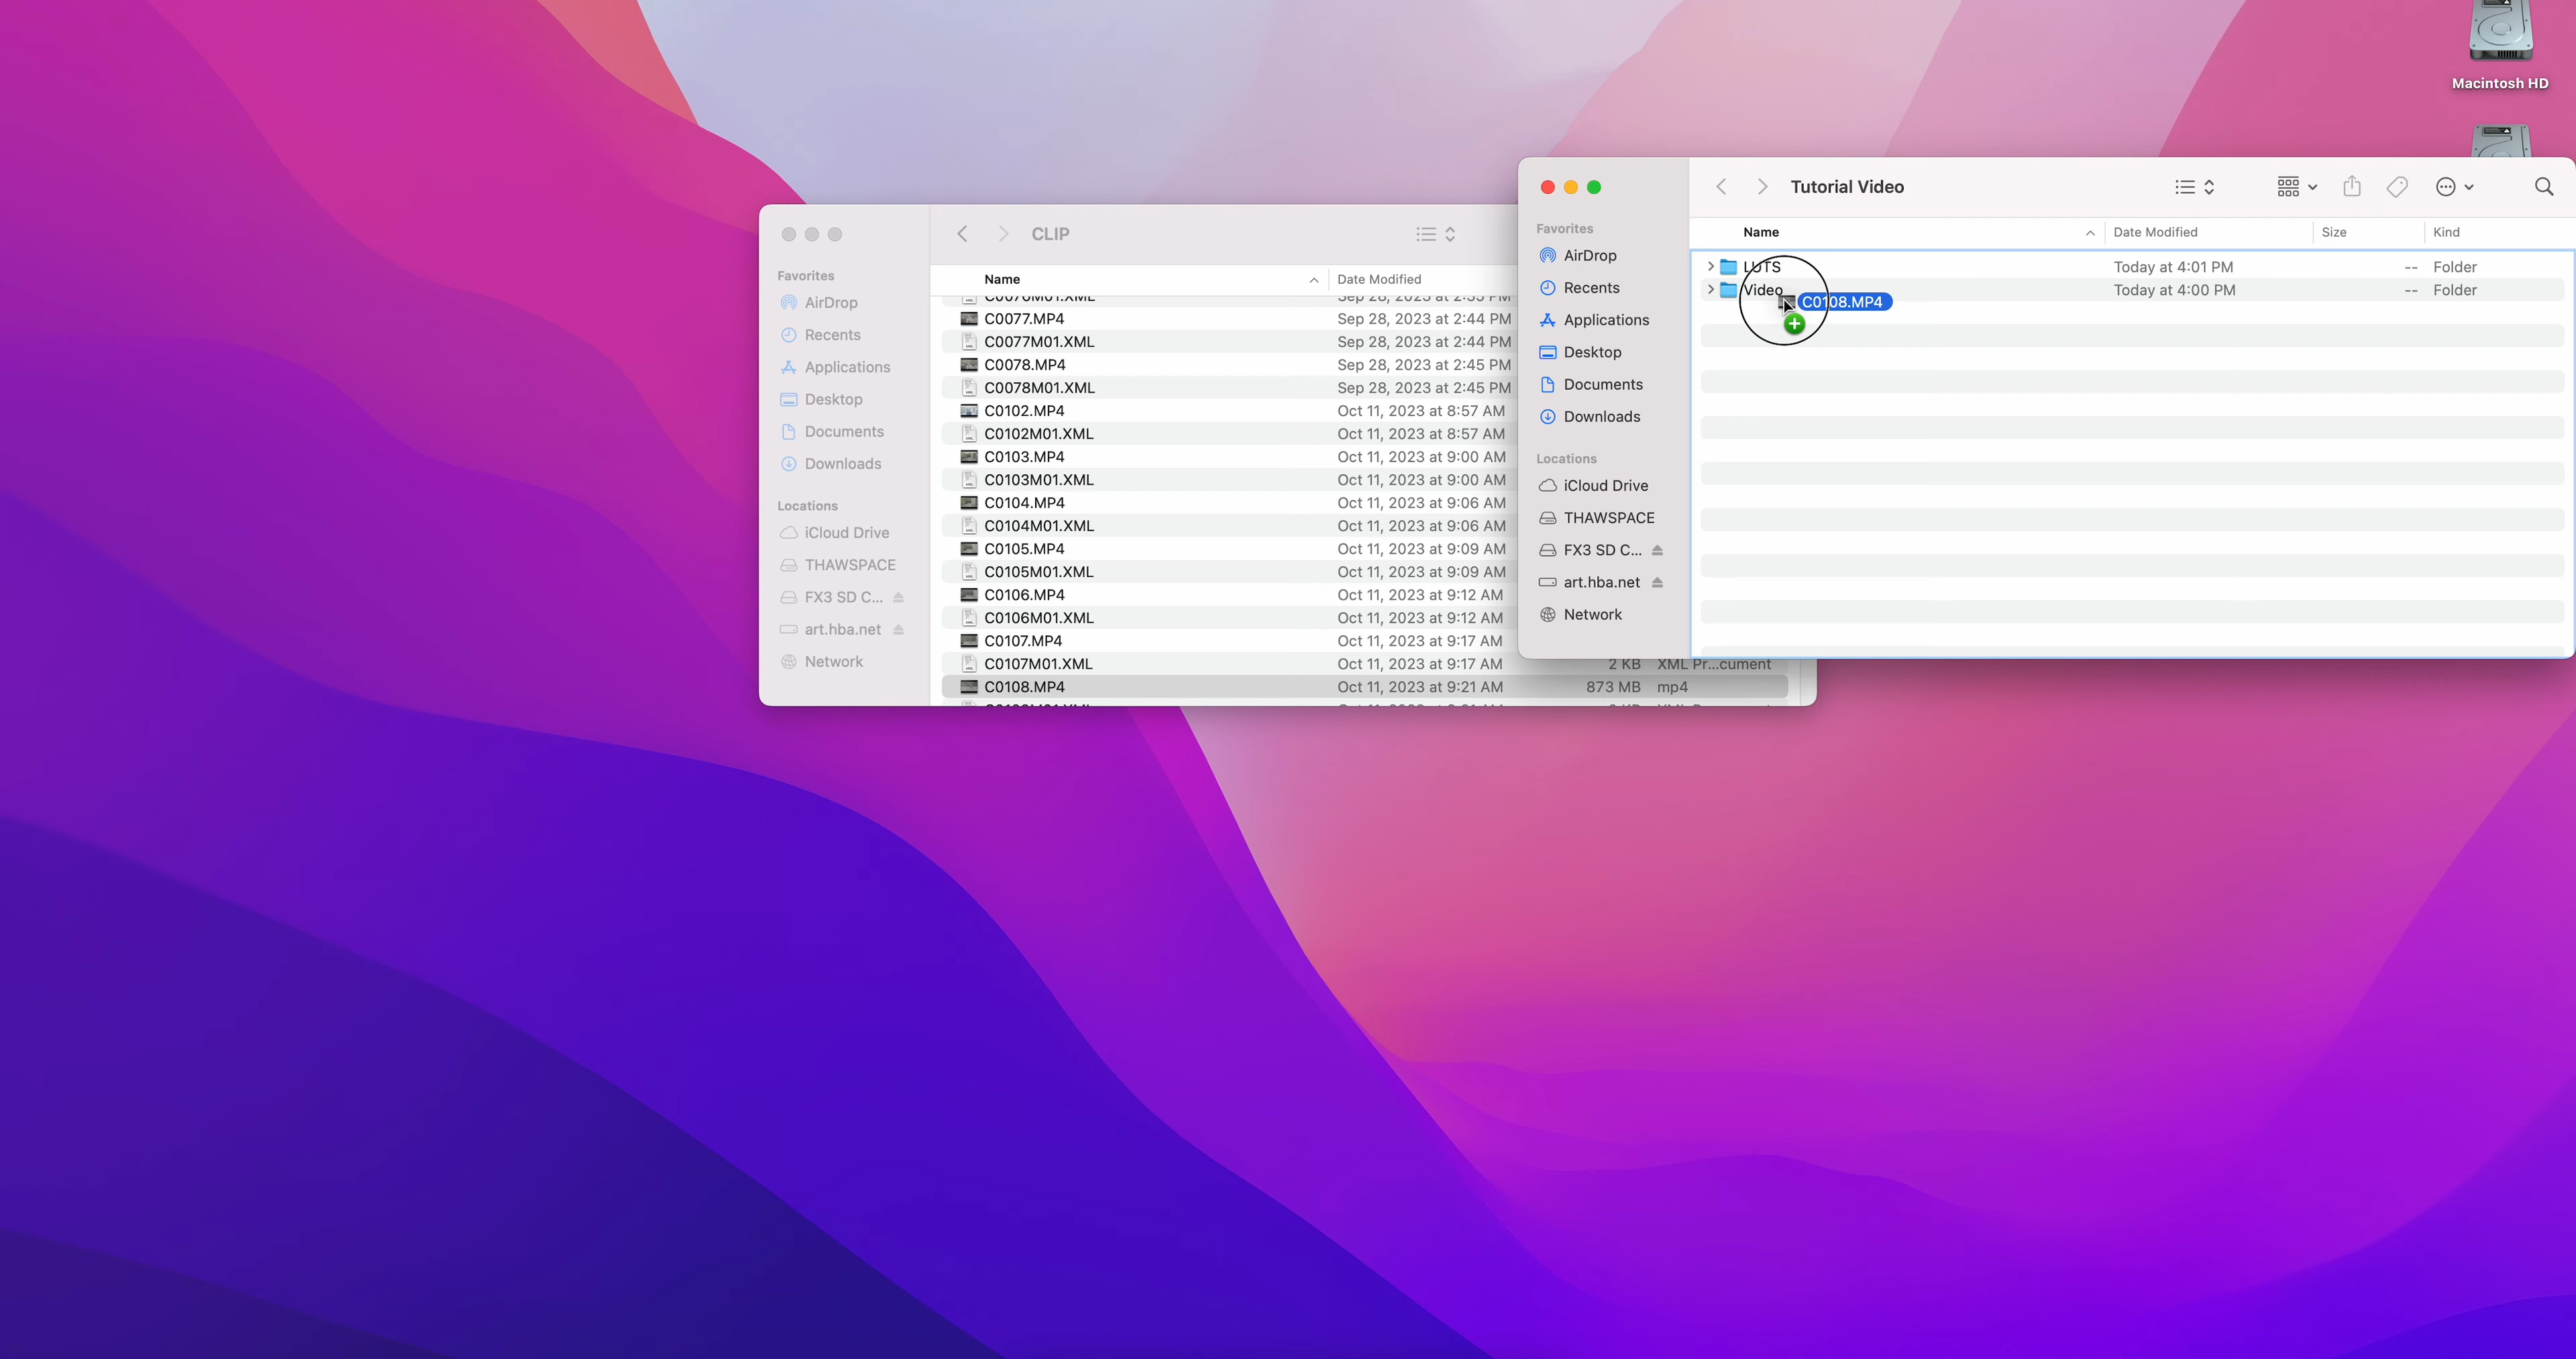 Macintosh HD
CLIP
Favorites
AirDrop
Recents
Applications
Desktop
Documents
Downloads
Locations
iCloud Drive
THAWSPACE
FX3 SD C...
art.hba.net
Network
Name Date Modified
C0077.MP4 Sep 28, 2023 at 2:44 PM
C0077M01.XML Sep 28, 2023 at 2:44 PM
C0078.MP4 Sep 28, 2023 at 2:45 PM
C0078M01.XML Sep 28, 2023 at 2:45 PM
C0102.MP4 Oct 11, 2023 at 8:57 AM
C0102M01.XML Oct 11, 2023 at 8:57 AM
C0103.MP4 Oct 11, 2023 at 9:00 AM
C0103M01.XML Oct 11, 2023 at 9:00 AM
C0104.MP4 Oct 11, 2023 at 9:06 AM
C0104M01.XML Oct 11, 2023 at 9:06 AM
C0105.MP4 Oct 11, 2023 at 9:09 AM
C0105M01.XML Oct 11, 2023 at 9:09 AM
C0106.MP4 Oct 11, 2023 at 9:12 AM
C0106M01.XML Oct 11, 2023 at 9:12 AM
C0107.MP4 Oct 11, 2023 at 9:17 AM
C0107M01.XML Oct 11, 2023 at 9:17 AM 2 KB XML Pr...cument
C0108.MP4 Oct 11, 2023 at 9:21 AM 873 MB mp4
Tutorial Video
Favorites
AirDrop
Recents
Applications
Desktop
Documents
Downloads
Locations
iCloud Drive
THAWSPACE
FX3 SD C...
art.hba.net
Network
Name Date Modified Size Kind
LUTS Today at 4:01 PM -- Folder
Video Today at 4:00 PM -- Folder
C0108.MP4